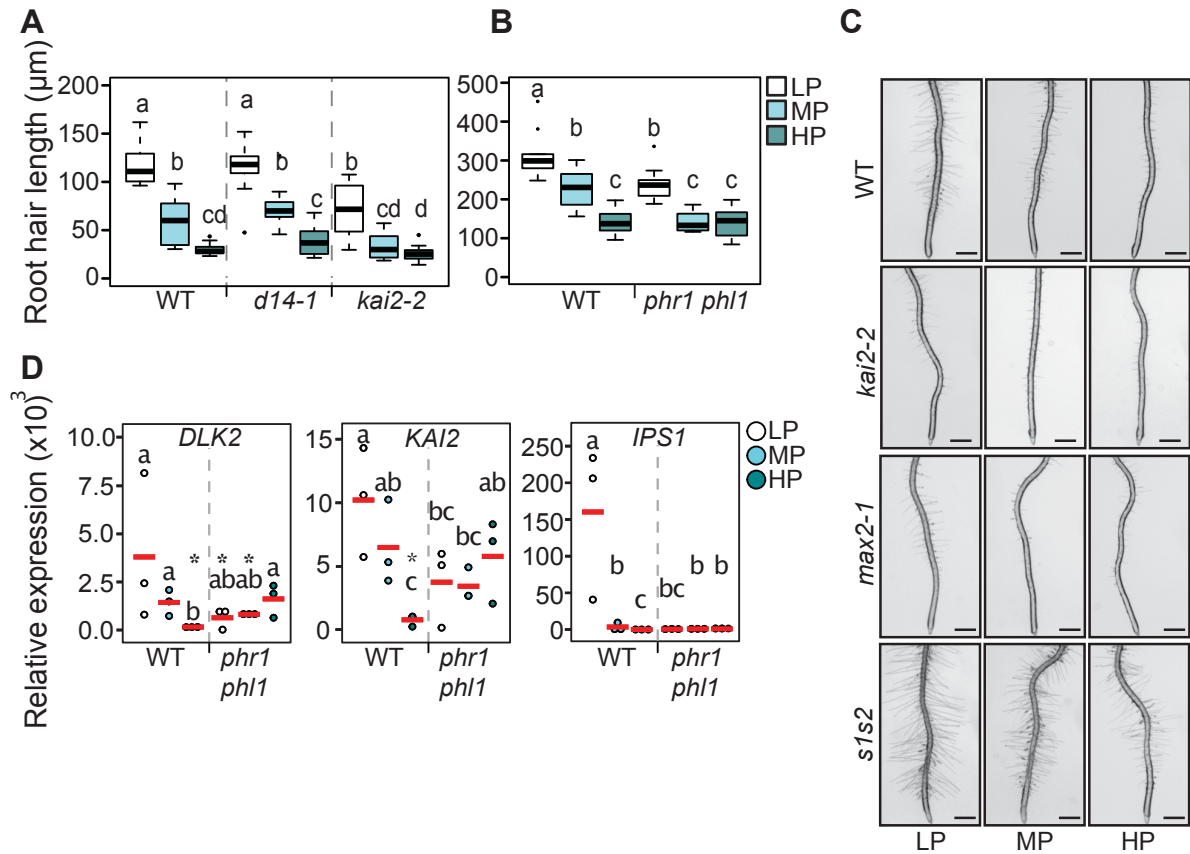 A
B
C
Root hair length (µm)
200
150
100
50
0
a
b
cd
a
b
c
b
cd
d
WT
d14-1
kai2-2
500
400
300
200
100
0
a
b
c
b
c
c
WT
phr1 phl1
LP
MP
HP
WT
kai2-2
max2-1
s1s2
LP
MP
HP
D
Relative expression (x10)3
DLK2
10.0
7.5
5.0
2.5
0.0
a
a
*
b
*
ab
*
ab
a
WT
phr1
phl1
KAI2
15
10
5
0
a
ab
*
c
bc
bc
ab
WT
phr1
phl1
IPS1
250
200
150
100
50
0
a
b
c
bc
b
b
WT
phr1
phl1
LP
MP
HP